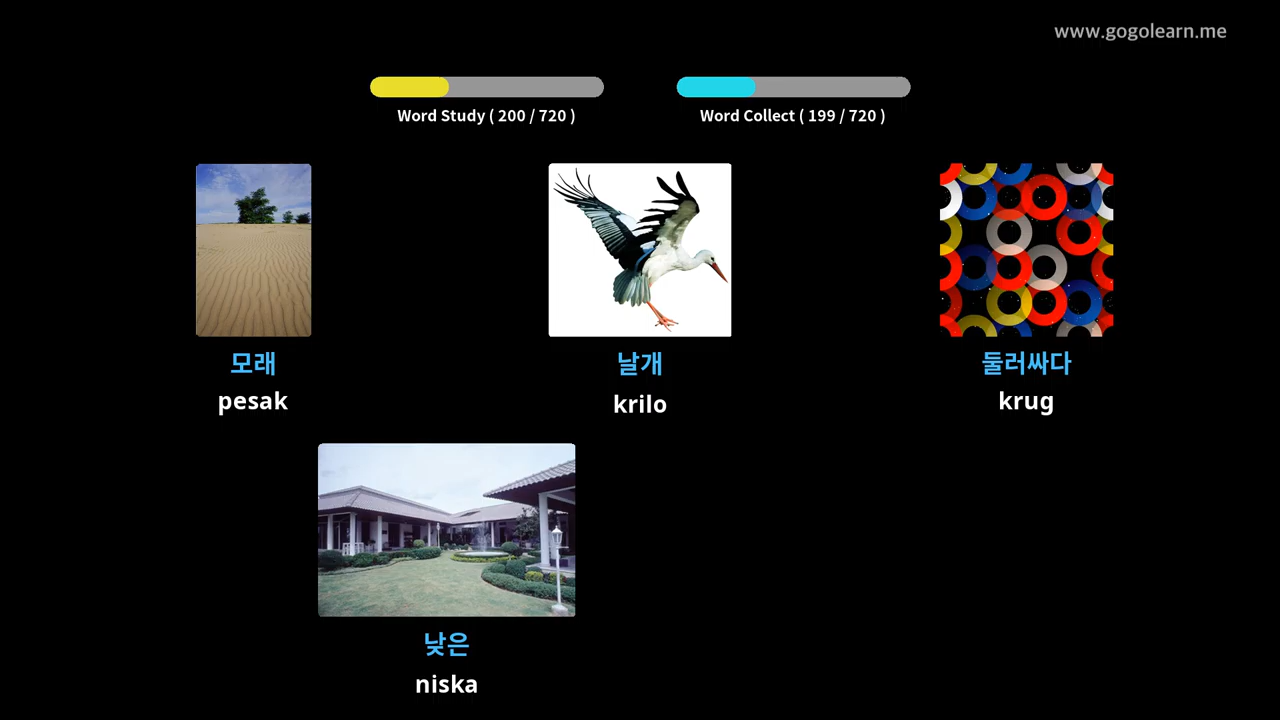 www.gogolearn.me
Word Study ( 200 / 720 )
Word Collect ( 199 / 720 )
모래
pesak
날개
krilo
둘러싸다
krug
낮은
niska